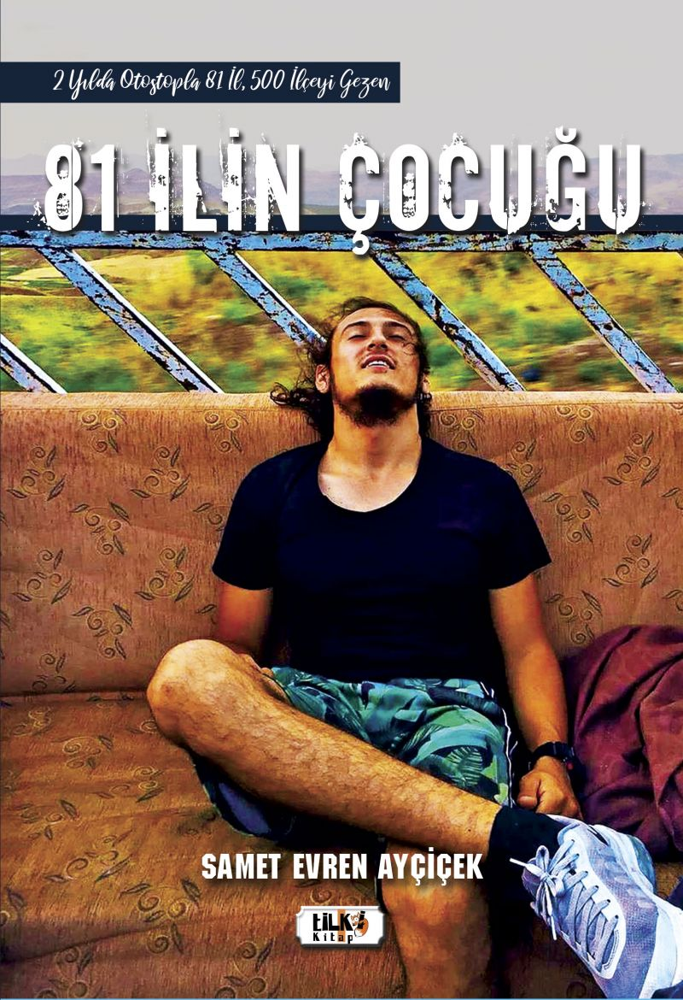 2 Yılda Otostopla 81 İl, 500 İlçeyi Gezen
81 İLİN ÇOCUĞU
SAMET EVREN AYÇİÇEK
tiLKi
Kitap